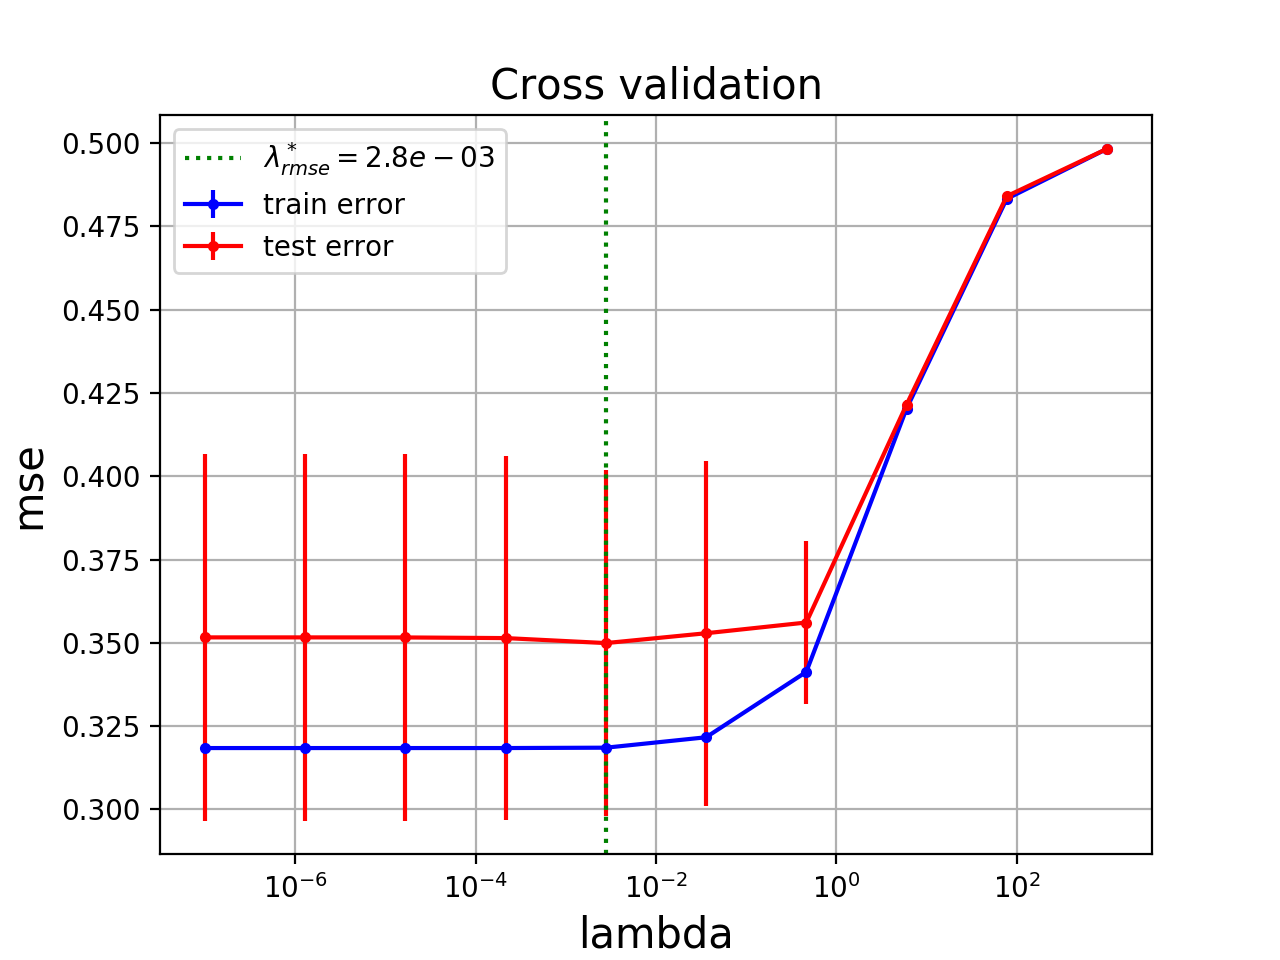 Cross validation
λ*rmse = 2.8e − 03
train error
test error
0.500
0.475
0.450
0.425
0.400
0.375
0.350
0.325
0.300
mse
10⁻⁶ 10⁻⁴ 10⁻² 10⁰ 10²
lambda